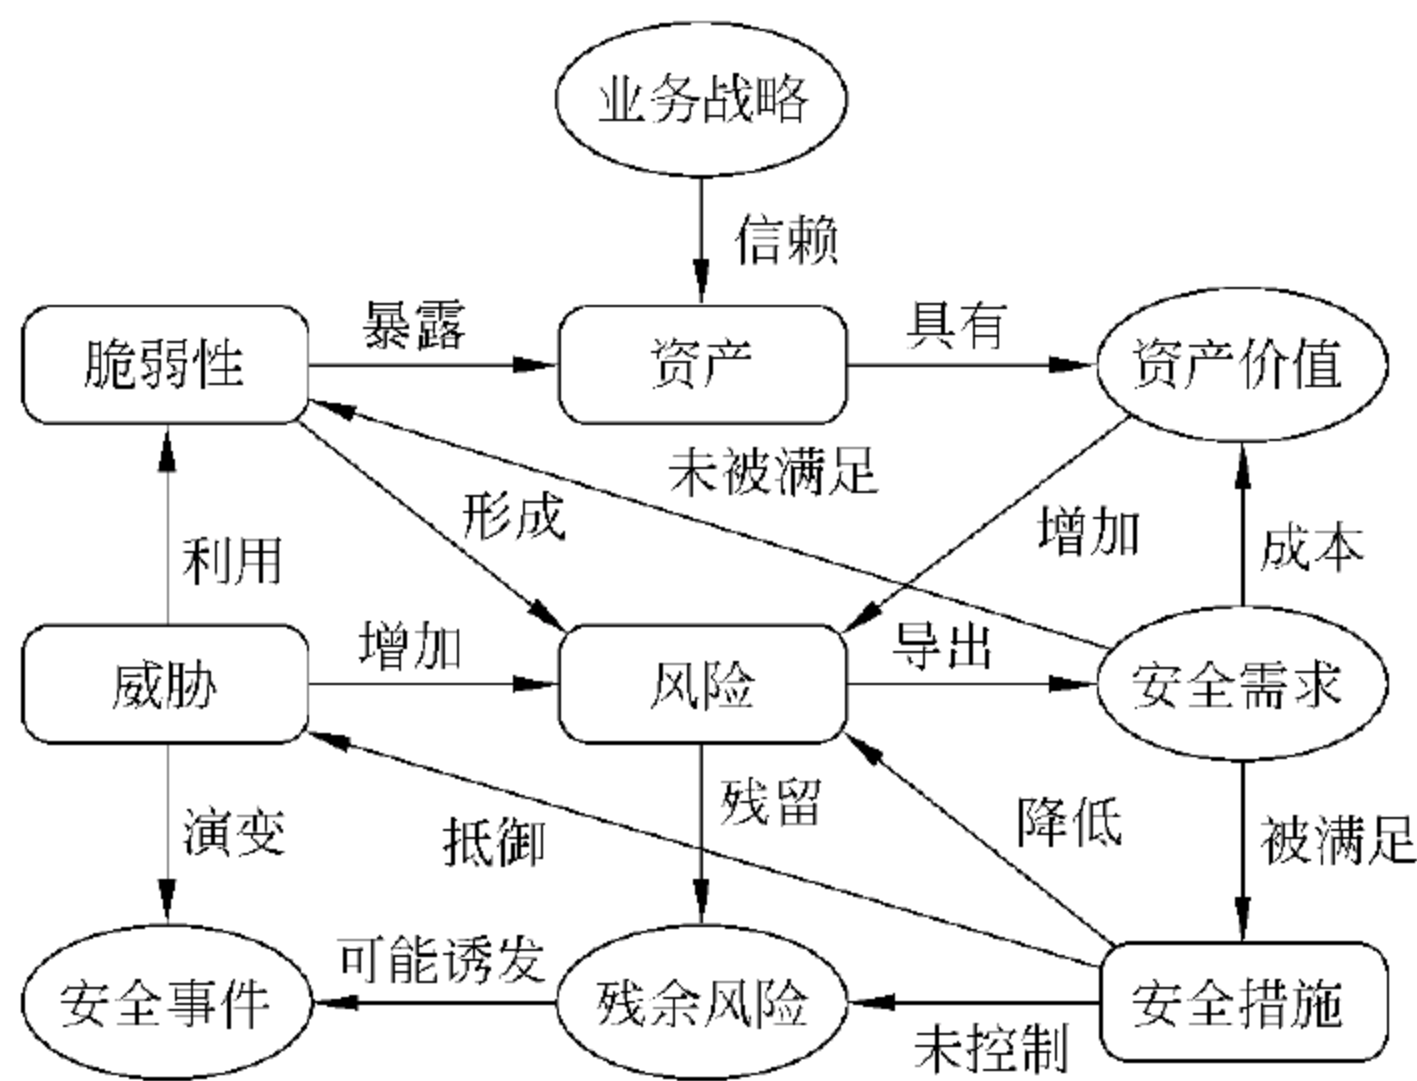 业务战略
信赖
暴露
具有
脆弱性
资产
资产价值
未被满足
形成
增加
成本
利用
增加
导出
威胁
风险
安全需求
残留
降低
演变
抵御
被满足
可能诱发
安全事件
残余风险
安全措施
未控制